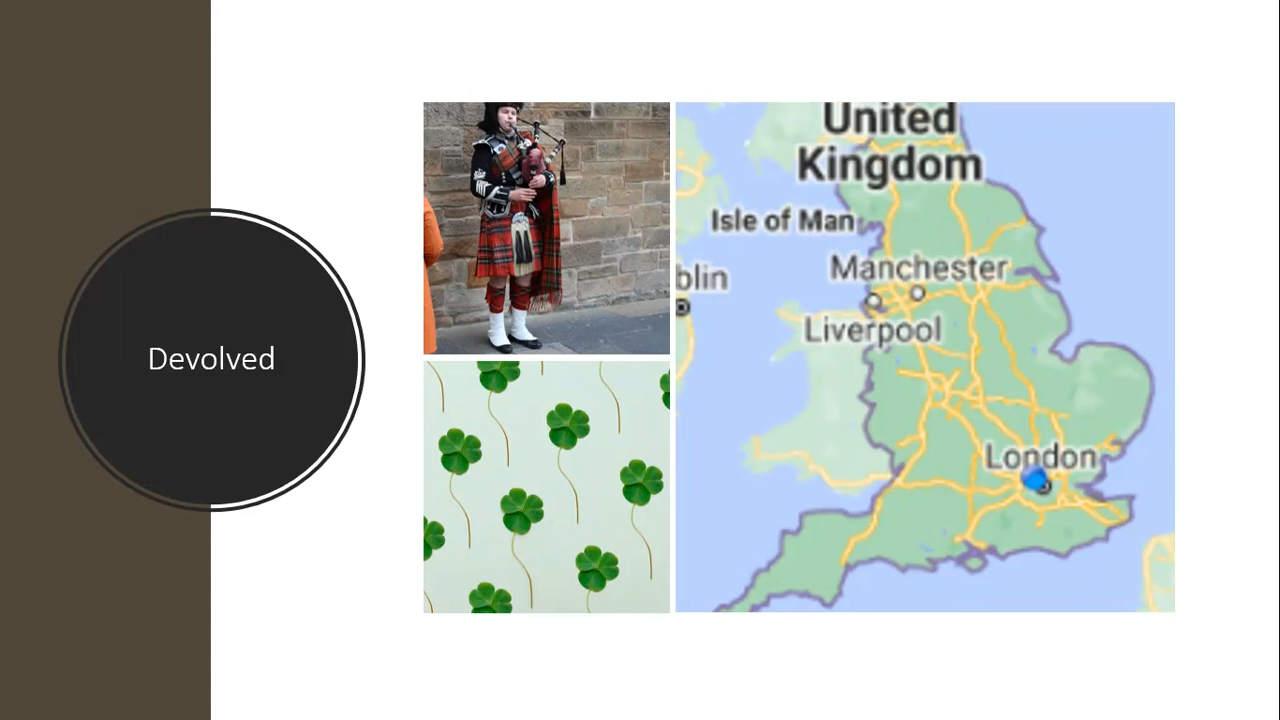 Devolved
United
Kingdom
Isle of Man
Manchester
blin
Liverpool
London